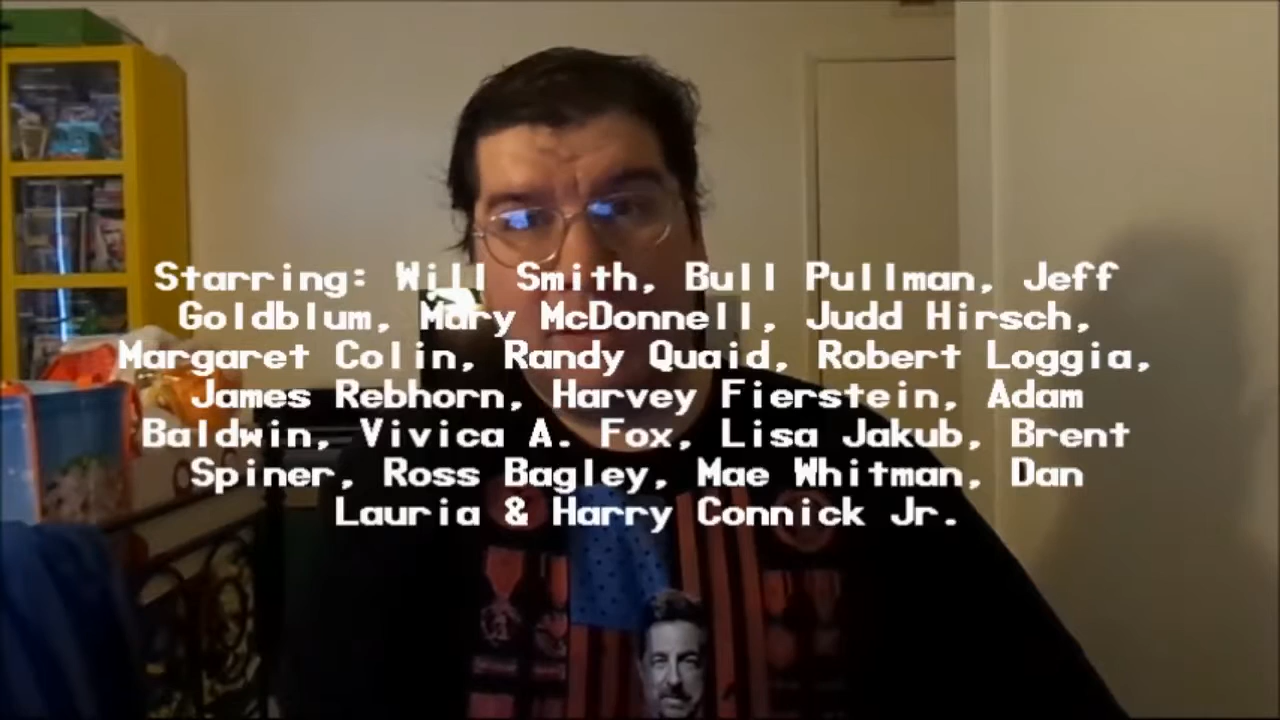 Starring: Will Smith, Bull Pullman, Jeff
Goldblum, Mary McDonnell, Judd Hirsch,
Margaret Colin, Randy Quaid, Robert Loggia,
James Rebhorn, Harvey Fierstein, Adam
Baldwin, Vivica A. Fox, Lisa Jakub, Brent
Spiner, Ross Bagley, Mae Whitman, Dan
Lauria & Harry Connick Jr.